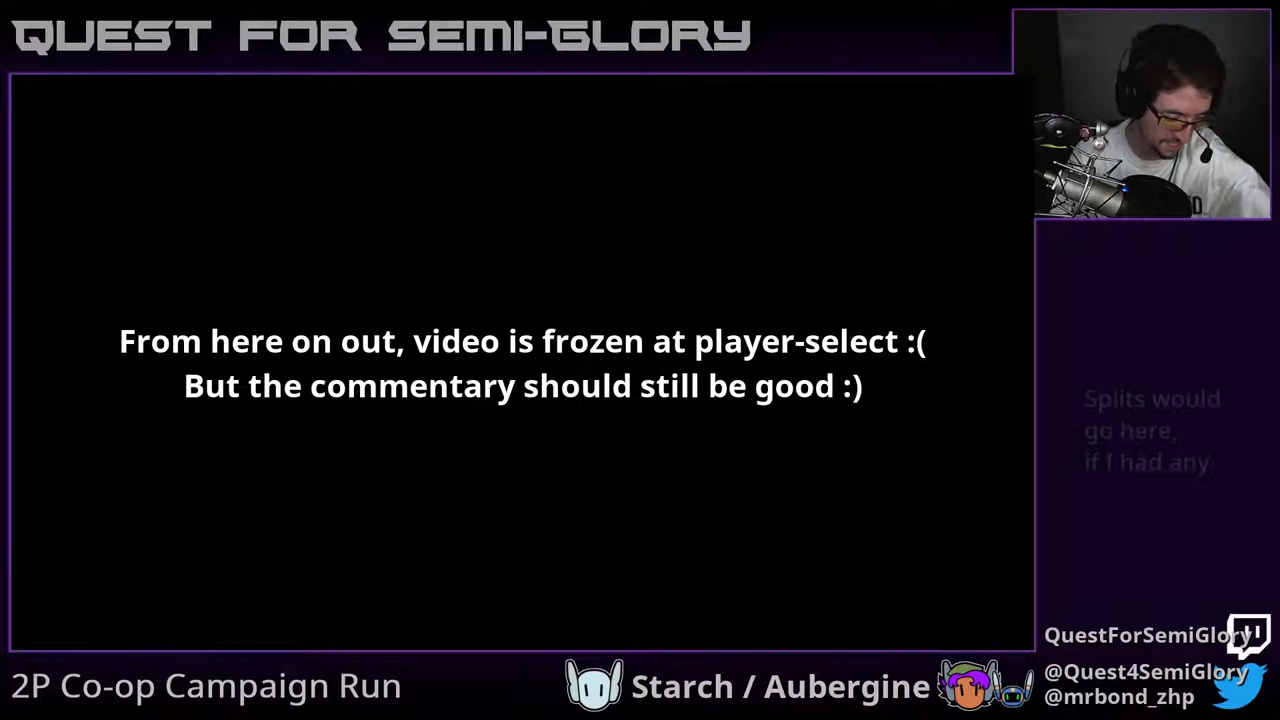 QUEST FOR SEMI-GLORY
From here on out, video is frozen at player-select :(
But the commentary should still be good :)
Splits would
go here,
if I had any
QuestForSemiGlory
@Quest4SemiGlory
@mrbond_zhp
2P Co-op Campaign Run
Starch / Aubergine